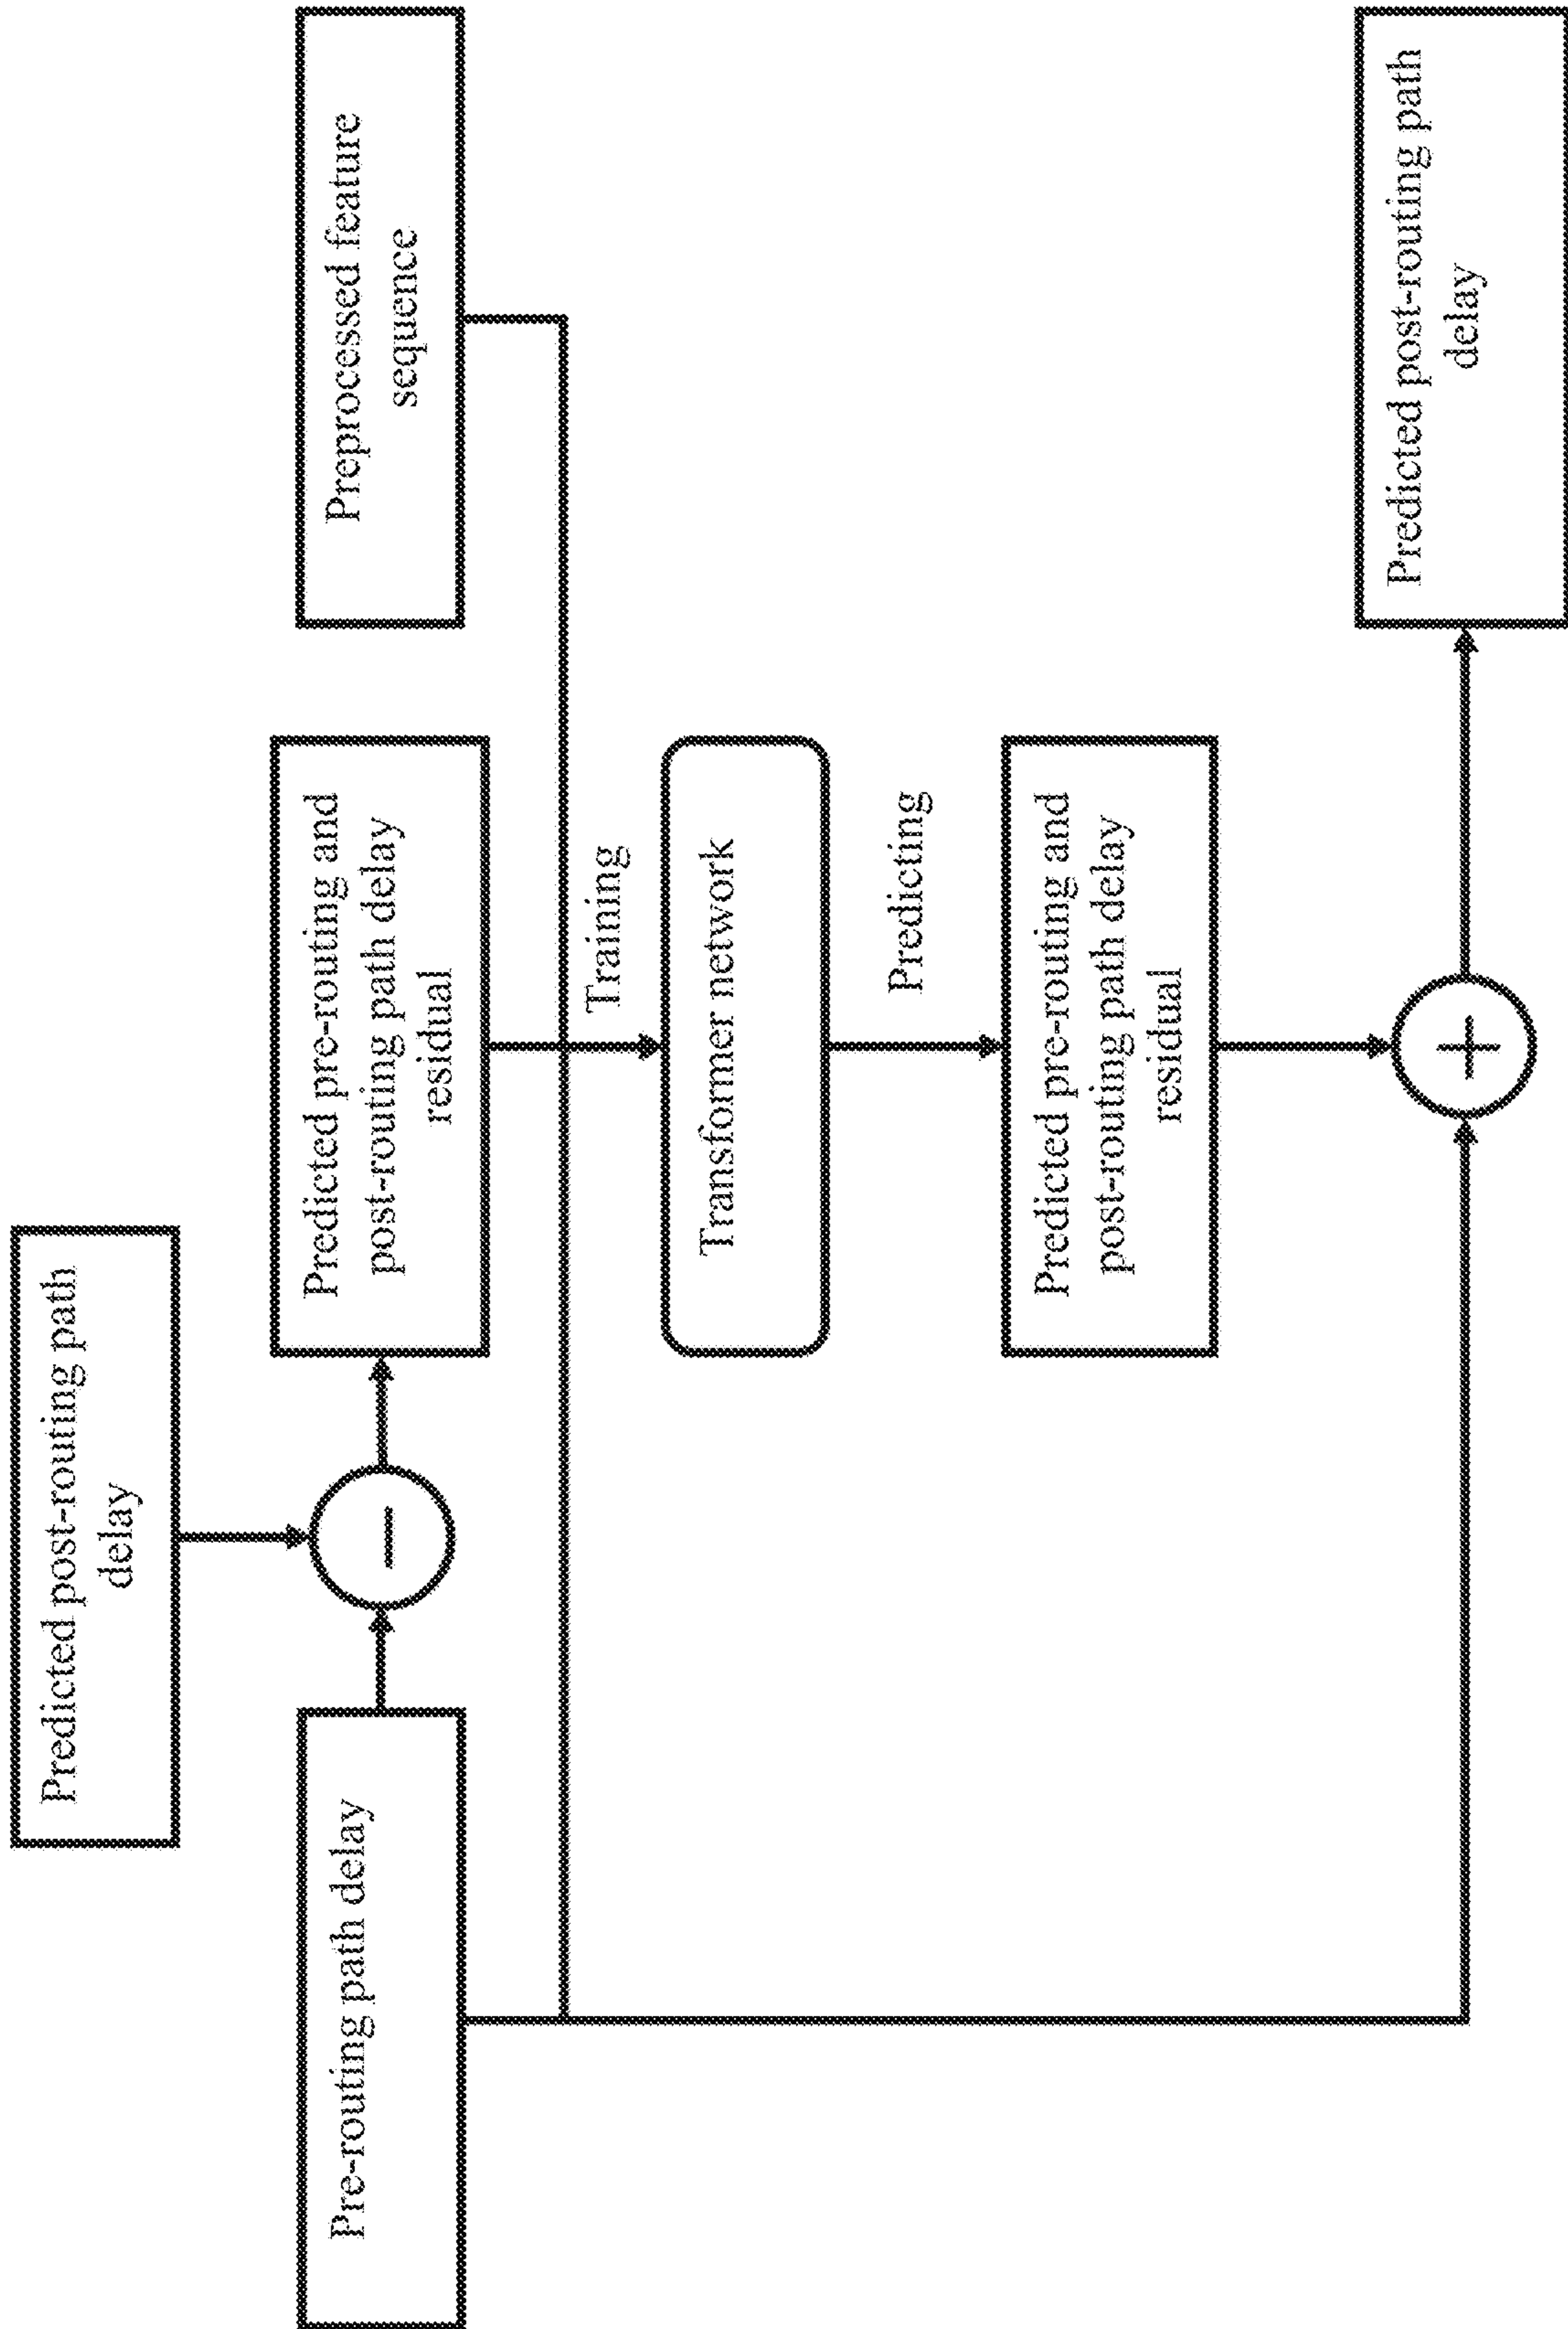 Predicted post-routing path
delay
Pre-routing path delay
Predicted pre-routing and
post-routing path delay
residual
Preprocessed feature
sequence
Training
Transformer network
Predicting
Predicted pre-routing and
post-routing path delay
residual
Predicted post-routing path
delay